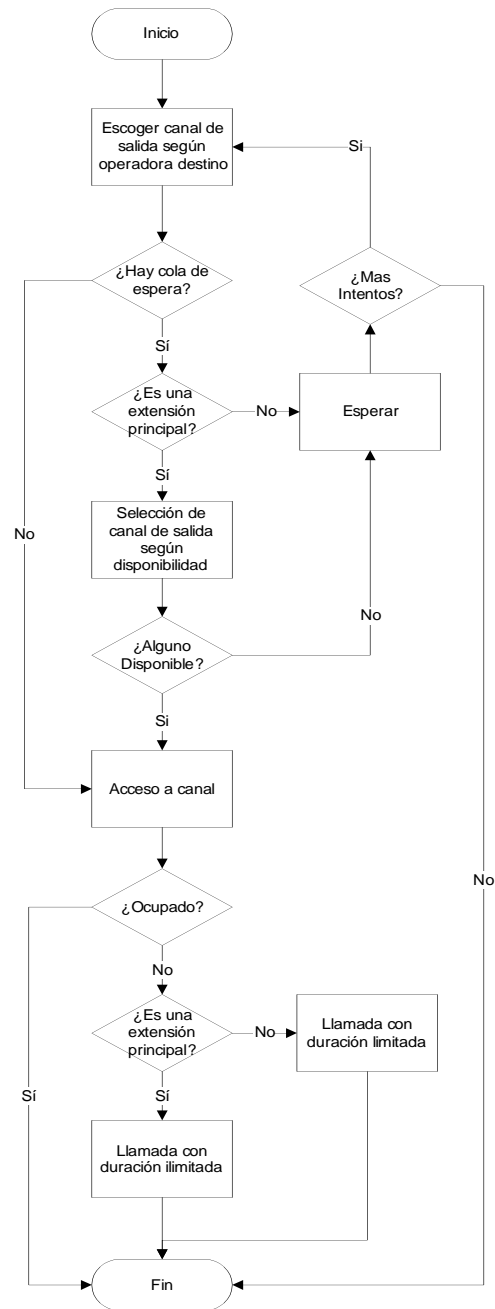 Inicio
Escoger canal de
salida según
operadora destino
Si
¿Hay cola de
espera?
¿Mas
Intentos?
Sí
¿Es una
extensión
principal?
No
Esperar
Sí
Selección de
canal de salida
según
disponibilidad
No
No
¿Alguno
Disponible?
Si
Acceso a canal
No
¿Ocupado?
No
¿Es una
extensión
principal?
No
Llamada con
duración limitada
Sí
Sí
Llamada con
duración ilimitada
Fin